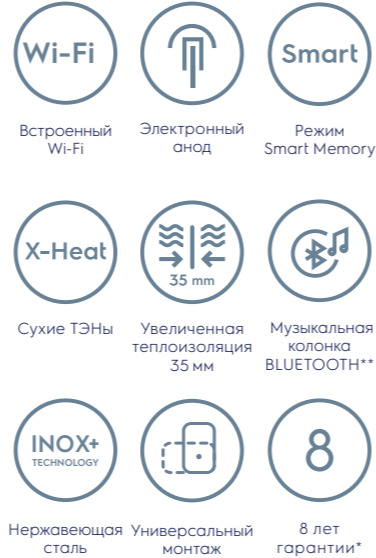 Wi-Fi
Встроенный
Wi-Fi
Электронный
анод
Smart
Режим
Smart Memory
X-Heat
Сухие ТЭНы
35 mm
Увеличенная
теплоизоляция
35 мм
Музыкальная
колонка
BLUETOOTH**
INOX+
TECHNOLOGY
Нержавеющая
сталь
Универсальный
монтаж
8
8 лет
гарантии*